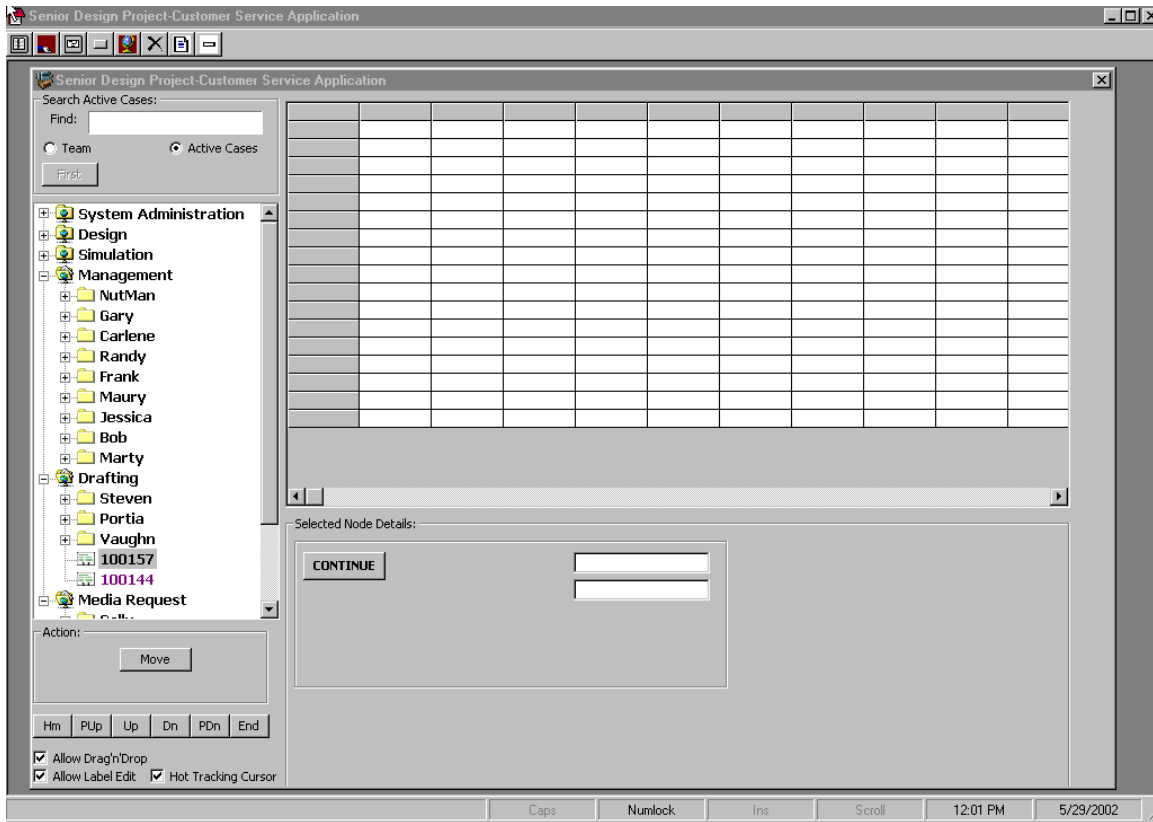 Senior Design Project-Customer Service Application
Senior Design Project-Customer Service Application
Search Active Cases:
Find:
Team
Active Cases
First
System Administration
Design
Simulation
Management
NutMan
Gary
Carlene
Randy
Frank
Maury
Jessica
Bob
Marty
Drafting
Steven
Portia
Vaughn
100157
100144
Media Request
Selected Node Details:
CONTINUE
Action:
Move
Hm PUp Up Dn PDn End
Allow Drag'n'Drop
Allow Label Edit Hot Tracking Cursor
Caps Numlock Ins Scroll 12:01 PM 5/29/2002